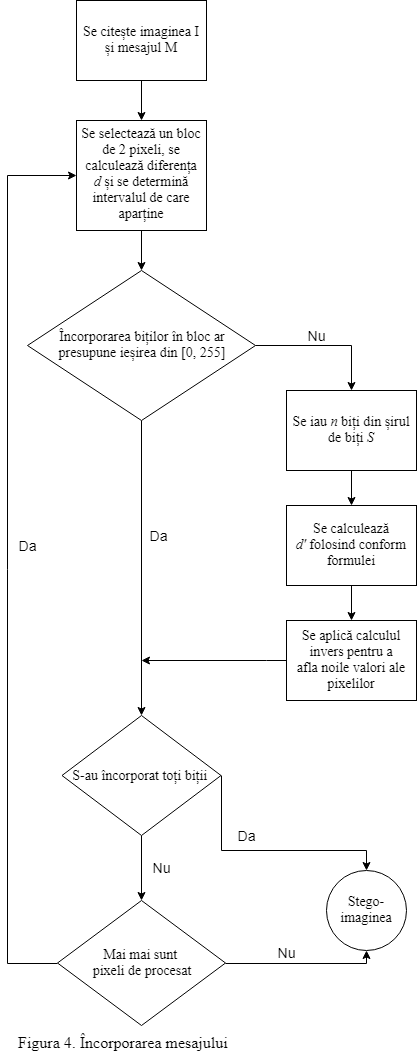 Se citește imaginea I
și mesajul M
Se selectează un bloc
de 2 pixeli, se
calculează diferența
d și se determină
intervalul de care
aparține
Încorporarea biților în bloc ar
presupune ieșirea din [0, 255]
Nu
Se iau n biți din șirul
de biți S
Da
Da
Se calculează
d' folosind conform
formulei
Se aplică calculul
invers pentru a
afla noile valori ale
pixelilor
S-au încorporat toți biții
Da
Nu
Stego-
imaginea
Mai mai sunt
pixeli de procesat
Nu
Figura 4. Încorporarea mesajului